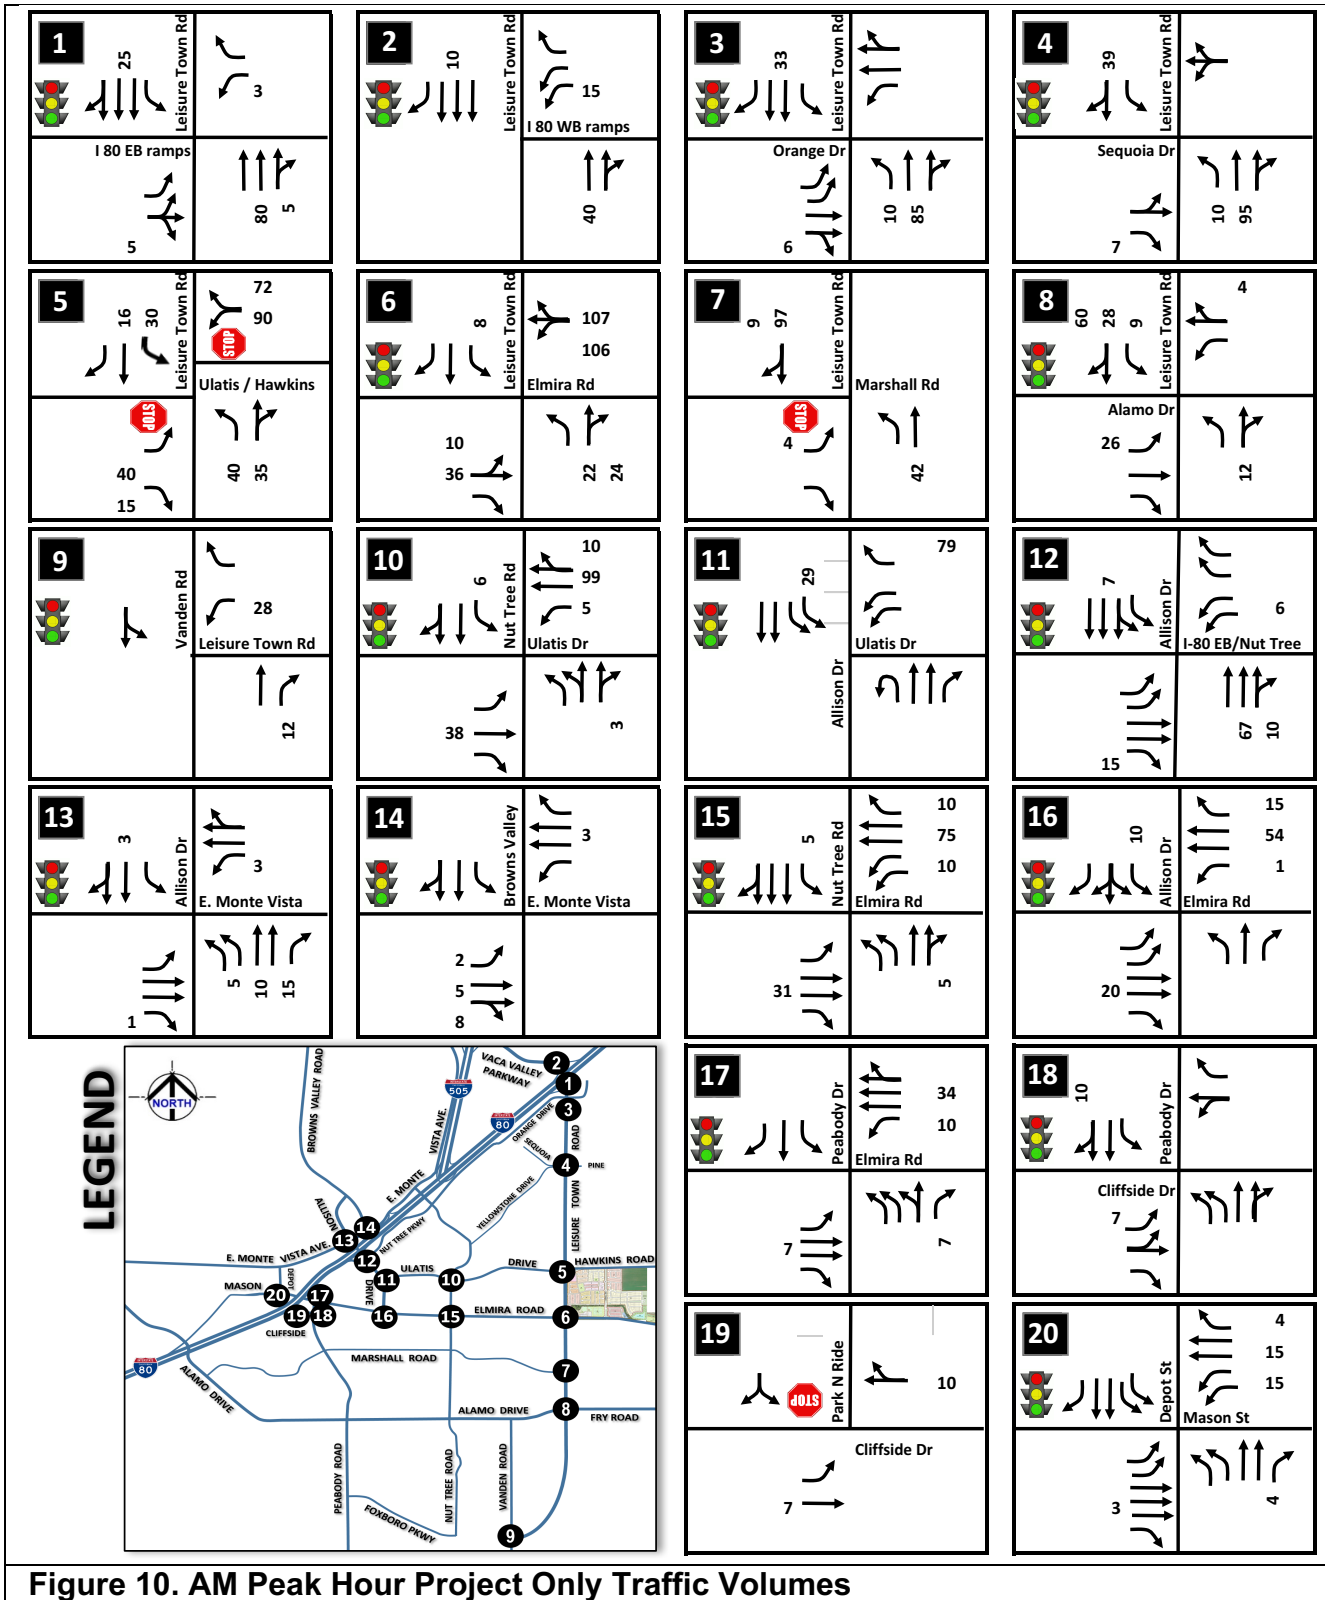 1
25
Leisure Town Rd
3
I 80 EB ramps
5
80
5
2
10
Leisure Town Rd
15
I 80 WB ramps
40
3
33
Leisure Town Rd
Orange Dr
6
10
85
4
39
Leisure Town Rd
Sequoia Dr
7
10
95
5
16
30
Leisure Town Rd
72
90
STOP
Ulatis / Hawkins
STOP
40
15
40
35
6
8
Leisure Town Rd
107
106
Elmira Rd
10
36
22
24
7
9
97
Leisure Town Rd
Marshall Rd
STOP
4
42
8
60
28
9
Leisure Town Rd
4
Alamo Dr
26
12
9
Vanden Rd
28
Leisure Town Rd
12
10
6
Nut Tree Rd
10
99
5
Ulatis Dr
38
3
11
29
79
Ulatis Dr
Allison Dr
12
7
Allison Dr
6
I-80 EB/Nut Tree
15
67
10
13
3
Allison Dr
3
E. Monte Vista
1
5
10
15
14
Browns Valley
3
E. Monte Vista
2
5
8
15
5
Nut Tree Rd
10
75
10
Elmira Rd
31
5
16
10
Allison Dr
15
54
1
Elmira Rd
20
17
Peabody Dr
34
10
Elmira Rd
7
7
18
10
Peabody Dr
Cliffside Dr
7
19
STOP
Park N Ride
10
Cliffside Dr
7
20
Depot St
4
15
15
Mason St
3
4
LEGEND
NORTH
BROWNS VALLEY ROAD
505
VACA VALLEY
PARKWAY
2
1
3
VISTA AVE.
80
ORANGE DRIVE
SEQUOIA
ROAD
4
PINE
E. MONTE
YELLOWSTONE DRIVE
TOWN
LEISURE
ALLISON
14
13
NUT TREE PKWY
E. MONTE VISTA AVE.
12
DEPOT
11
ULATIS
10
DRIVE
5
HAWKINS ROAD
MASON
20
17
DRIVE
19
18
16
15
ELMIRA ROAD
6
CLIFFSIDE
80
MARSHALL ROAD
7
ALAMO DRIVE
ALAMO DRIVE
8
FRY ROAD
PEABODY ROAD
NUT TREE ROAD
VANDEN ROAD
FOXBORO PKWY
9
Figure 10. AM Peak Hour Project Only Traffic Volumes